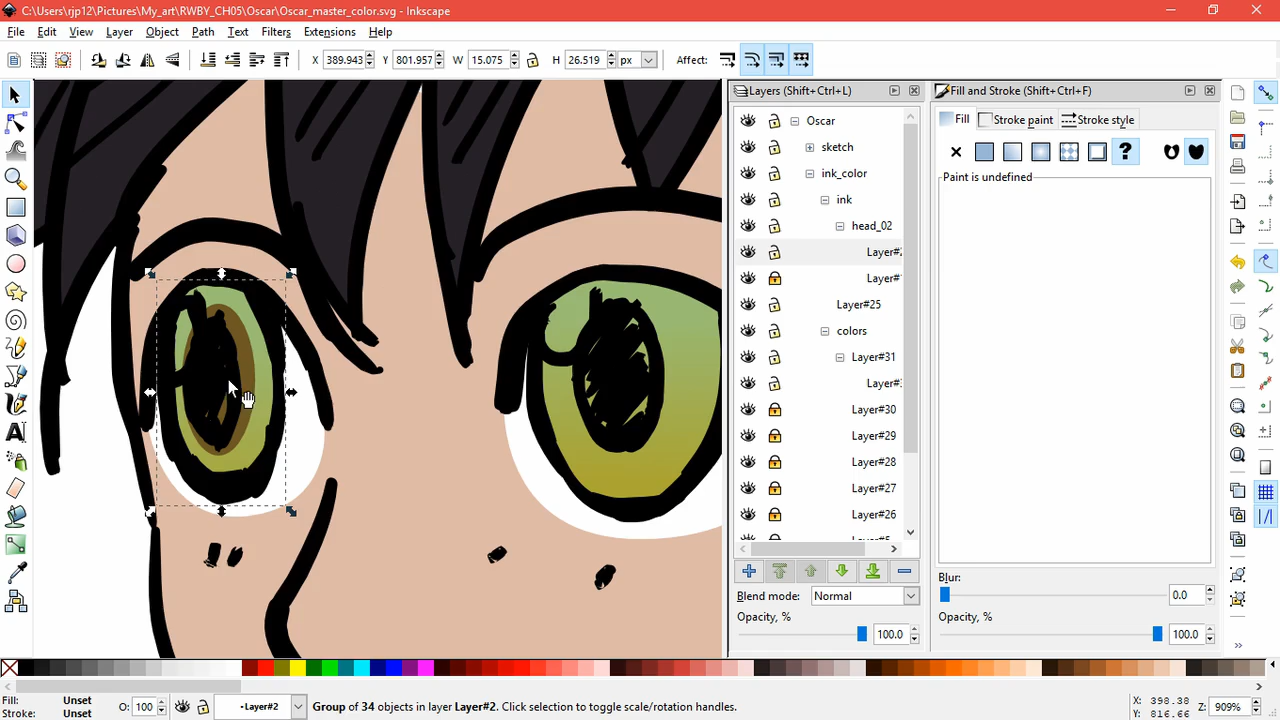 C:\Users\rjp12\Pictures\My_art\RWBY_CH05\Oscar\Oscar_master_color.svg - Inkscape
File Edit View Layer Object Path Text Filters Extensions Help
X 389.943 Y 801.957 W 15.075 H 26.519 px Affect:
Layers (Shift+Ctrl+L)
Oscar
sketch
ink_color
ink
head_02
Layer#2
Layer#
Layer#25
colors
Layer#31
Layer#
Layer#30
Layer#29
Layer#28
Layer#27
Layer#26
Blend mode: Normal
Opacity, %
100.0
Fill and Stroke (Shift+Ctrl+F)
Fill Stroke paint Stroke style
Paint is undefined
Blur:
0.0
Opacity, %
100.0
Fill: Unset
Stroke: Unset
O: 100
•Layer#2
Group of 34 objects in layer Layer#2. Click selection to toggle scale/rotation handles.
X: 398.38
Y: 816.66
Z: 909%